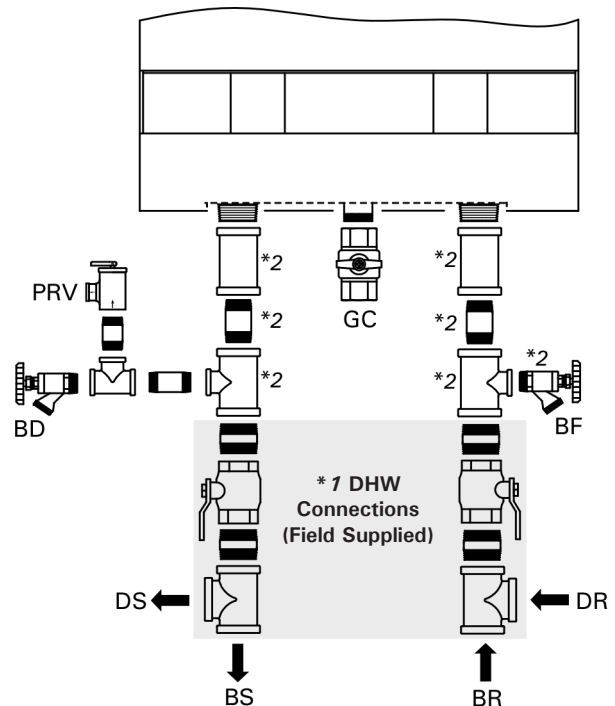 *2
*2
PRV
GC
*2
*2
*2
*2
*2
BD
BF
*1 DHW
Connections
(Field Supplied)
DS
DR
BS
BR